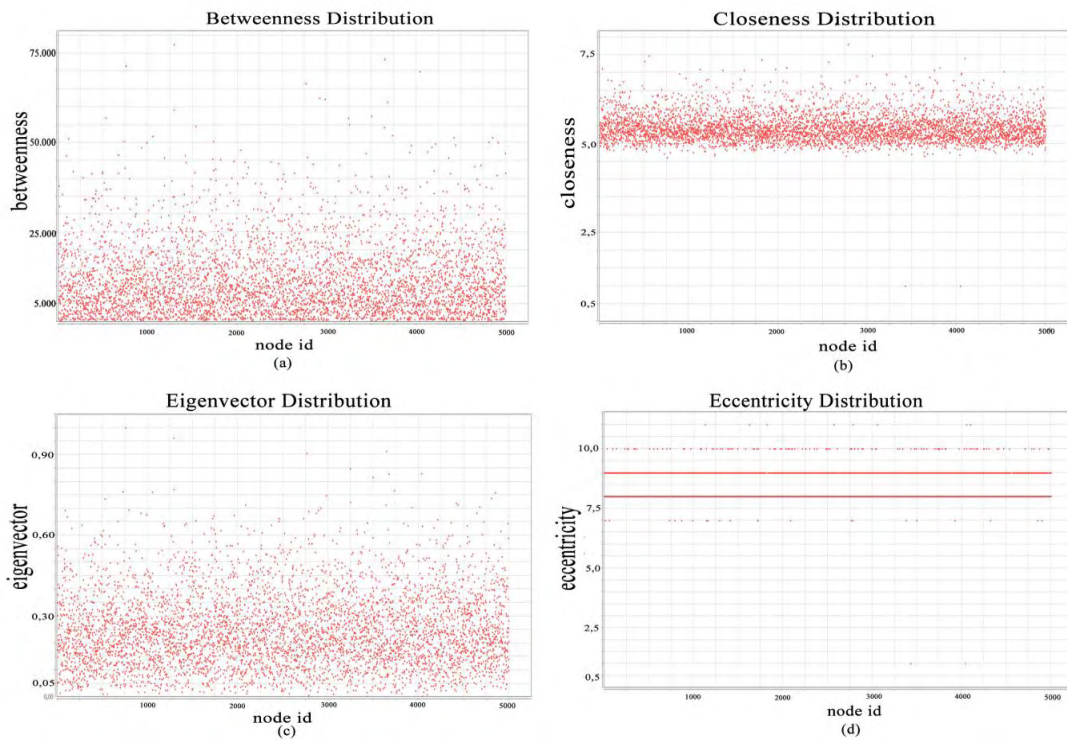 Betweenness Distribution
75.000
50.000
25.000
5.000
betweenness
1000
2000
3000
4000
5000
node id
(a)
Closeness Distribution
7,5
5,0
2,5
0,5
closeness
1000
2000
3000
4000
5000
node id
(b)
Eigenvector Distribution
0,90
0,60
0,30
0,05
0,00
eigenvector
1000
2000
3000
4000
5000
node id
(c)
Eccentricity Distribution
10,0
7,5
5,0
2,5
0,5
eccentricity
1000
2000
3000
4000
5000
node id
(d)